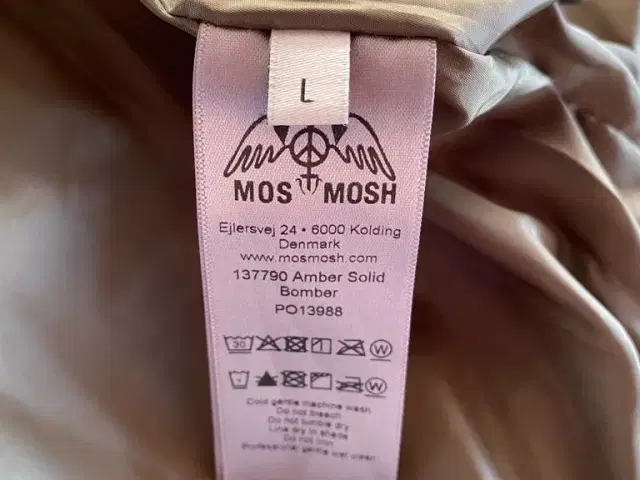 L
MOS MOSH
Ejlersvej 24 • 6000 Kolding
Denmark
www.mosmosh.com
137790 Amber Solid
Bomber
PO13988
30 W
W
Cold gentle machine wash
Do not bleach
Do not tumble dry
Line dry in shade
Do not iron
Professional gentle wet clean